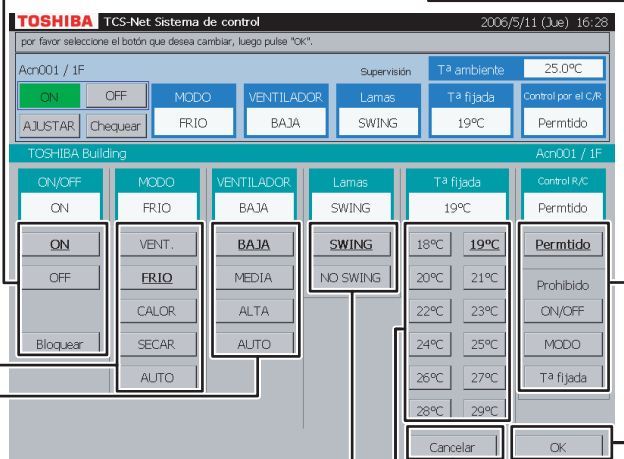 TOSHIBA TCS-Net Sistema de control 2006/5/11 (Jue) 16:28
por favor seleccione el botón que desea cambiar, luego pulse "OK".
Acn001 / 1F Supervisión Tª ambiente 25.0ºC
ON OFF MODO VENTILADOR Lamas Tª fijada Control por el C/R
AJUSTAR Chequear FRIO BAJA SWING 19ºC Permtido
TOSHIBA Building Acn001 / 1F
ON/OFF MODO VENTILADOR Lamas Tª fijada Control R/C
ON FRIO BAJA SWING 19ºC Permtido
ON VENT. BAJA SWING 18ºC 19ºC Permtido
OFF FRIO MEDIA NO SWING 20ºC 21ºC Prohibido
CALOR ALTA 22ºC 23ºC ON/OFF
Bloquear SECAR AUTO 24ºC 25ºC MODO
AUTO 26ºC 27ºC Tª fijada
28ºC 29ºC
Cancelar OK